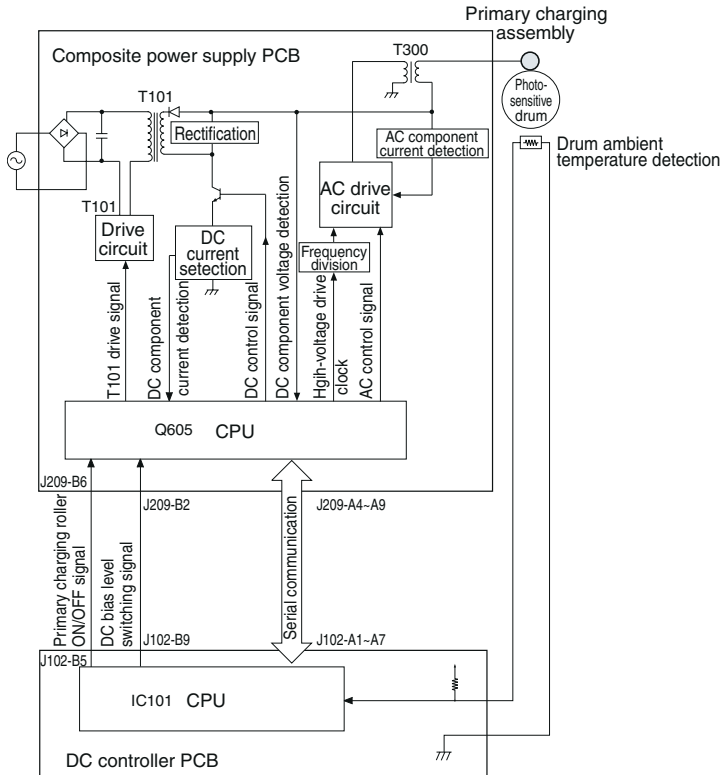 Primary charging
assembly
Composite power supply PCB
T300
Photo-
sensitive
drum
T101
Rectification
AC component
current detection
Drum ambient
temperature detection
AC drive
circuit
T101
Drive
circuit
DC
current
setection
Frequency
division
T101 drive signal
DC component
current detection
DC control signal
DC component voltage detection
Hgih-voltage drive
clock
AC control signal
Q605 CPU
J209-B6
J209-B2
J209-A4~A9
Primary charging roller
ON/OFF signal
DC bias level
switching signal
Serial communication
J102-B9
J102-A1~A7
J102-B5
IC101 CPU
DC controller PCB